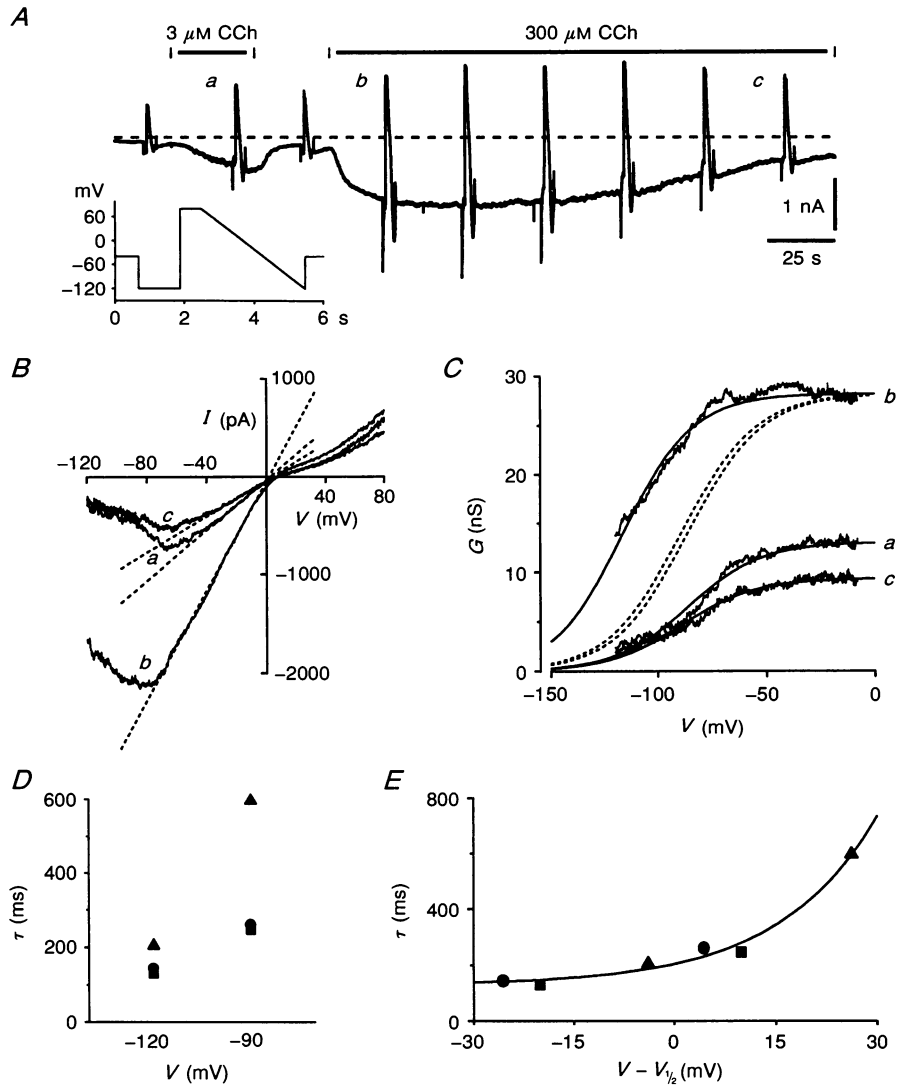 A
3 μM CCh
300 μM CCh
a
b
c
mV
60
0
−60
−120
0
2
4
6
s
1 nA
25 s
B
1000
I (pA)
−120
−80
−40
0
40
80
V (mV)
c
a
b
−1000
−2000
C
30
20
10
0
G (nS)
b
a
c
−150
−100
−50
0
V (mV)
D
600
400
200
0
τ (ms)
−120
−90
V (mV)
E
800
400
0
τ (ms)
−30
−15
0
15
30
V − V½ (mV)